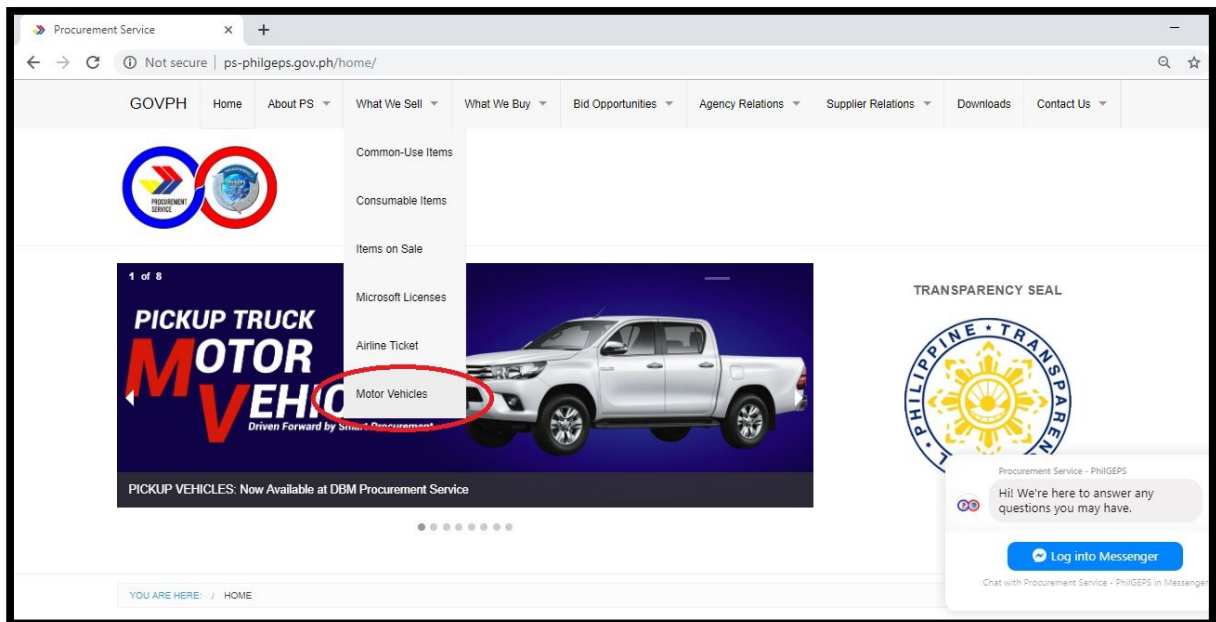 Procurement Service
Not secure | ps-philgeps.gov.ph/home/
GOVPH Home About PS What We Sell What We Buy Bid Opportunities Agency Relations Supplier Relations Downloads Contact Us
Common-Use Items
Consumable Items
Items on Sale
Microsoft Licenses
Airline Ticket
Motor Vehicles
PROCUREMENT
SERVICE
1 of 8
PICKUP TRUCK
MOTOR
VEHIC
Driven Forward by Smart Procurement
PICKUP VEHICLES: Now Available at DBM Procurement Service
TRANSPARENCY SEAL
PHILIPPINE TRANSPAREN
Procurement Service - PhilGEPS
Hi! We're here to answer any
questions you may have.
Log into Messenger
Chat with Procurement Service - PhilGEPS in Messenger
YOU ARE HERE: / HOME